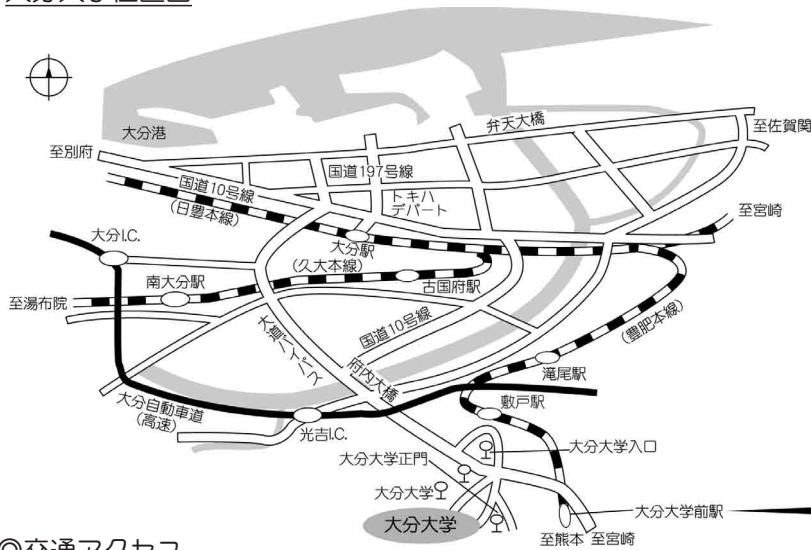 大分港
弁天大橋
至佐賀関
至別府
国道197号線
国道10号線
(日豊本線)
トキハ
デパート
至宮崎
大分I.C.
大分駅
(久大本線)
南大分駅
古国府駅
至湯布院
国道10号線
(豊肥本線)
大道バイパス
府内大橋
滝尾駅
大分自動車道
(高速)
敷戸駅
光吉I.C.
大分大学正門
大分大学入口
大分大学
大分大学
大分大学前駅
至熊本 至宮崎
◎交通アクセス